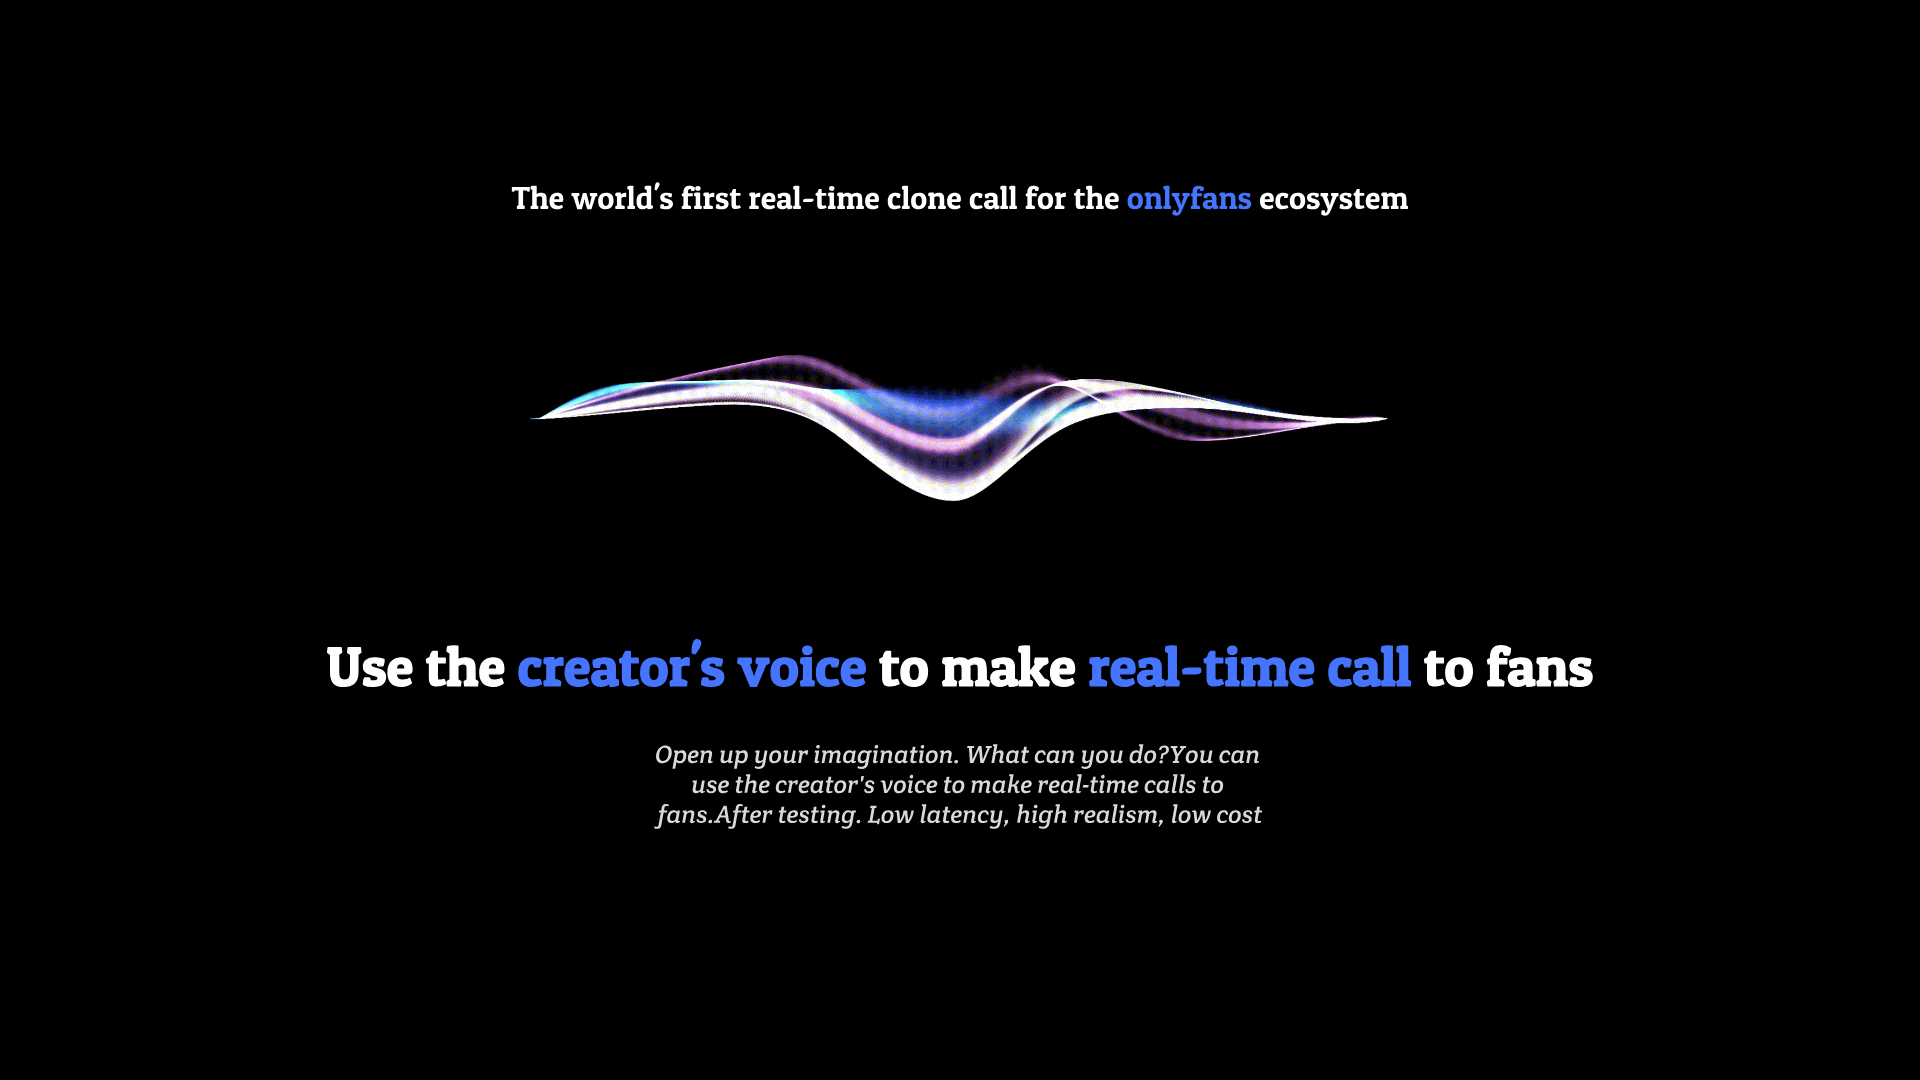 The world's first real-time clone call for the onlyfans ecosystem
Use the creator's voice to make real-time call to fans
Open up your imagination. What can you do?You can
use the creator's voice to make real-time calls to
fans.After testing. Low latency, high realism, low cost